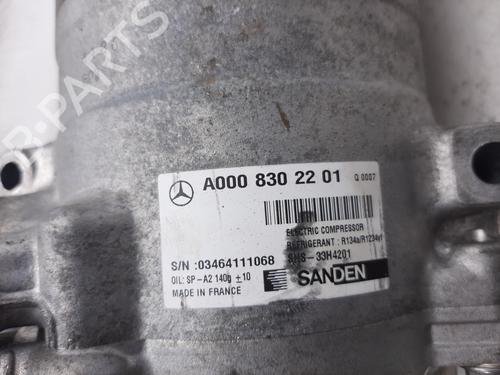 A000 830 22 01 Q 0007
ELECTRIC COMPRESSOR
REFRIGERANT : R134a/R1234yf
S/N :03464111068 SHS-33H4201
OIL: SP-A2 140g ±10
MADE IN FRANCE SANDEN